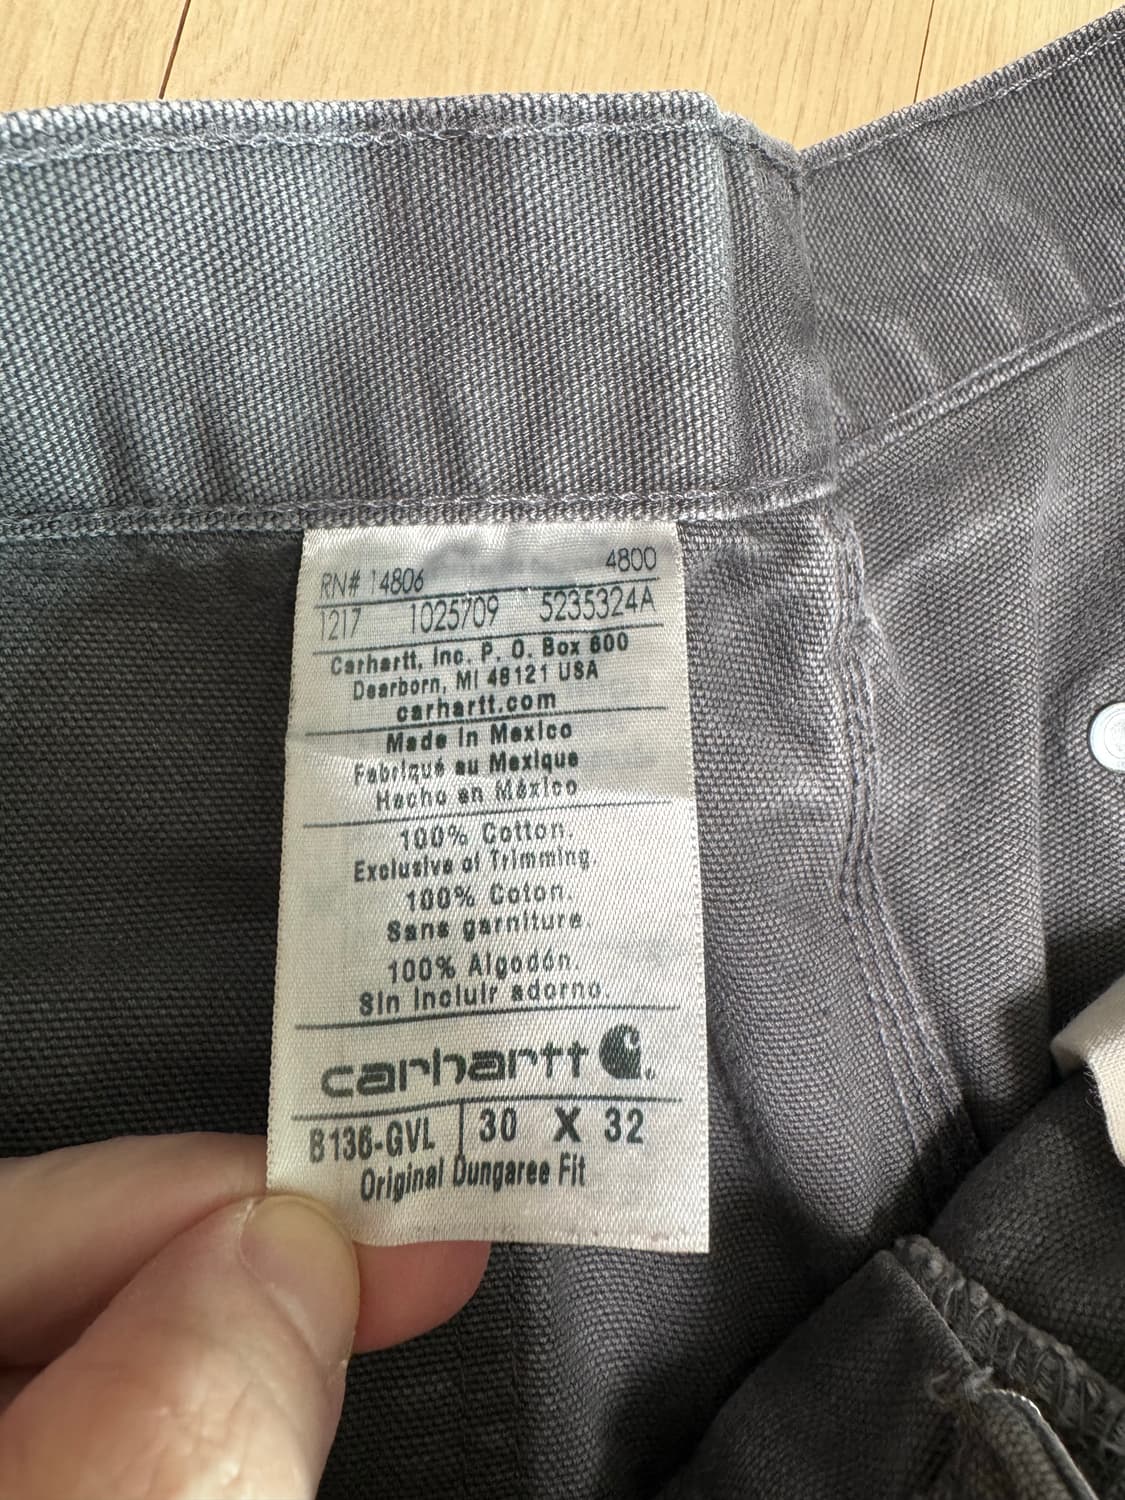 RN# 14806 4800
1217 1025709 5235324A
Carhartt, Inc. P. O. Box 600
Dearborn, MI 48121 USA
carhartt.com
Made in Mexico
Fabriqué au Mexique
Hecho en México
100% Cotton.
Exclusive of Trimming.
100% Coton.
Sans garniture.
100% Algodón.
Sin incluir adorno.
carhartt
B136-GVL 30 X 32
Original Dungaree Fit